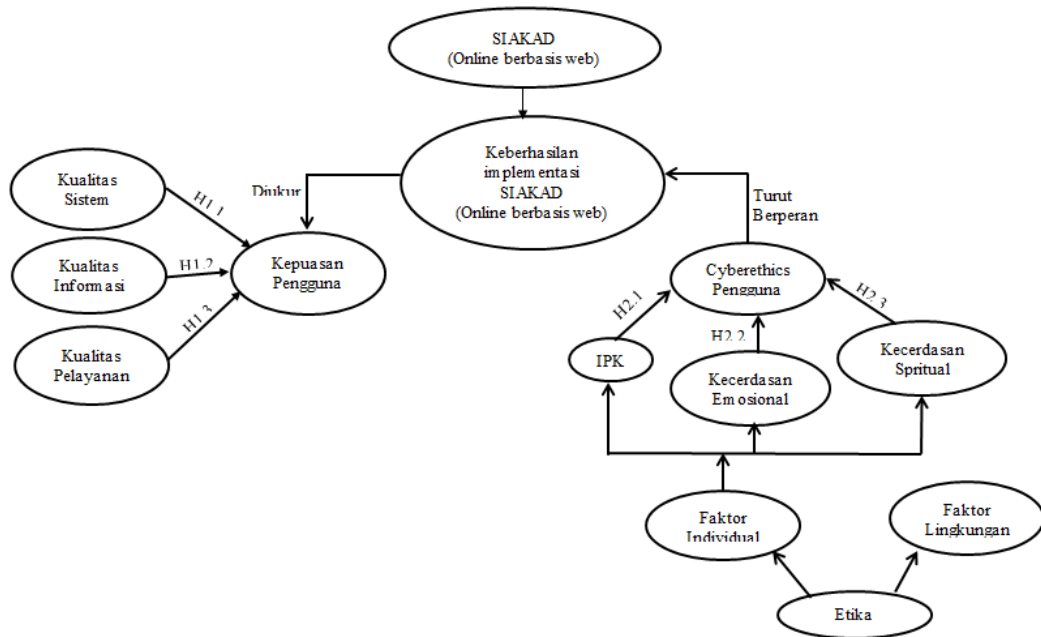 SIAKAD
(Online berbasis web)
Keberhasilan
implementasi
SIAKAD
(Online berbasis web)
Diukur
Turut
Berperan
Kualitas
Sistem
H1.1
Kualitas
Informasi
H1.2
Kepuasan
Pengguna
Kualitas
Pelayanan
H1.3
Cyberethics
Pengguna
H2.1
H2.2
H2.3
IPK
Kecerdasan
Emosional
Kecerdasan
Spritual
Faktor
Individual
Faktor
Lingkungan
Etika